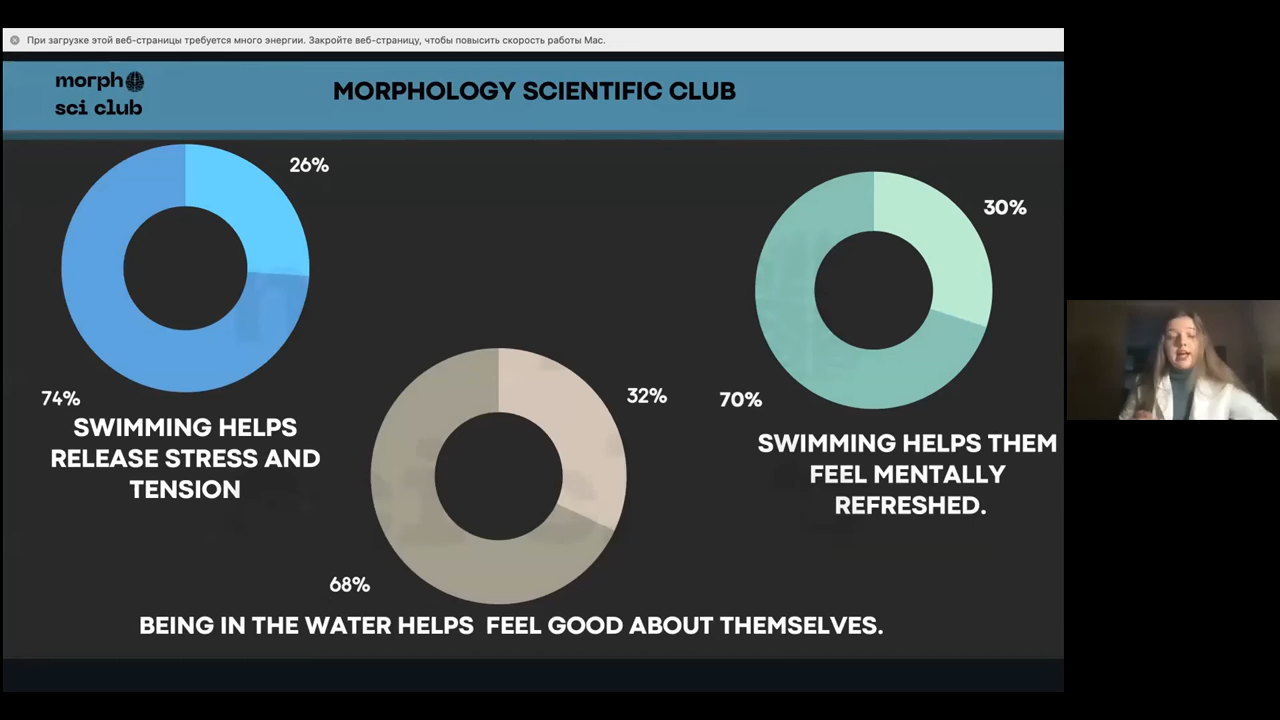 При загрузке этой веб-страницы требуется много энергии. Закройте веб-страницу, чтобы повысить скорость работы Mac.
morph
sci club
MORPHOLOGY SCIENTIFIC CLUB
26%
74%
SWIMMING HELPS
RELEASE STRESS AND
TENSION
32%
68%
BEING IN THE WATER HELPS FEEL GOOD ABOUT THEMSELVES.
30%
70%
SWIMMING HELPS THEM
FEEL MENTALLY
REFRESHED.